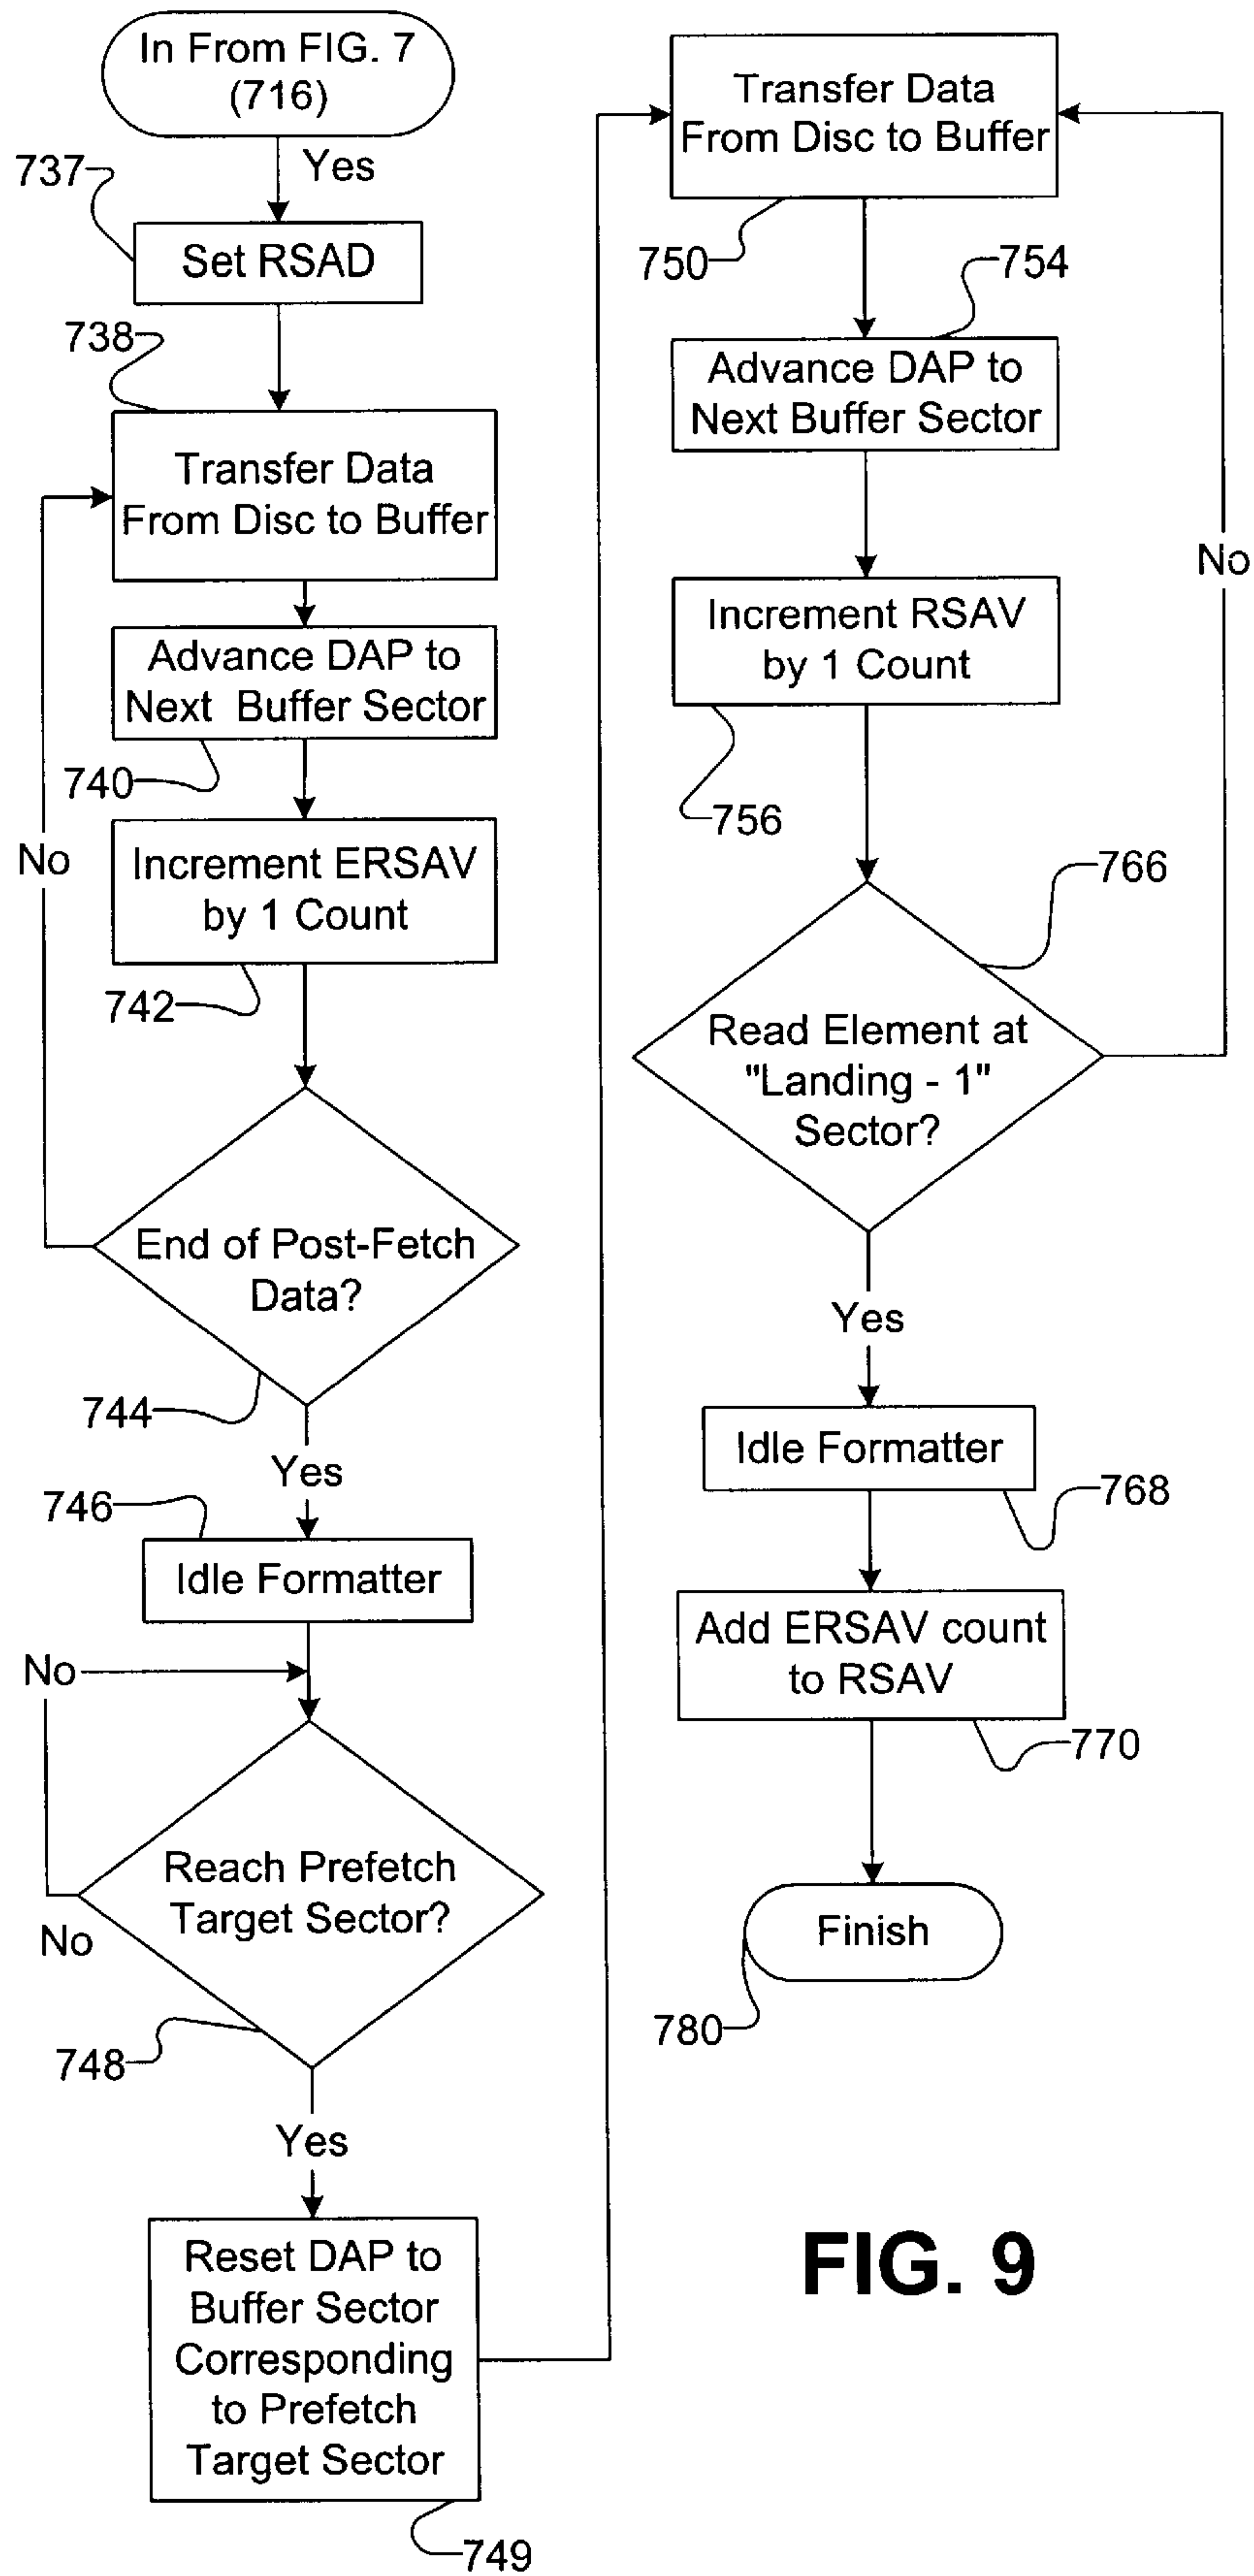 In From FIG. 7
(716)
Yes
737
Set RSAD
738
Transfer Data
From Disc to Buffer
Advance DAP to
Next Buffer Sector
740
No
Increment ERSAV
by 1 Count
742
End of Post-Fetch
Data?
744
Yes
746
Idle Formatter
No
Reach Prefetch
Target Sector?
No
748
Yes
Reset DAP to
Buffer Sector
Corresponding
to Prefetch
Target Sector
749
Transfer Data
From Disc to Buffer
750
754
Advance DAP to
Next Buffer Sector
No
Increment RSAV
by 1 Count
756
766
Read Element at
"Landing - 1"
Sector?
Yes
Idle Formatter
768
Add ERSAV count
to RSAV
770
Finish
780
FIG. 9